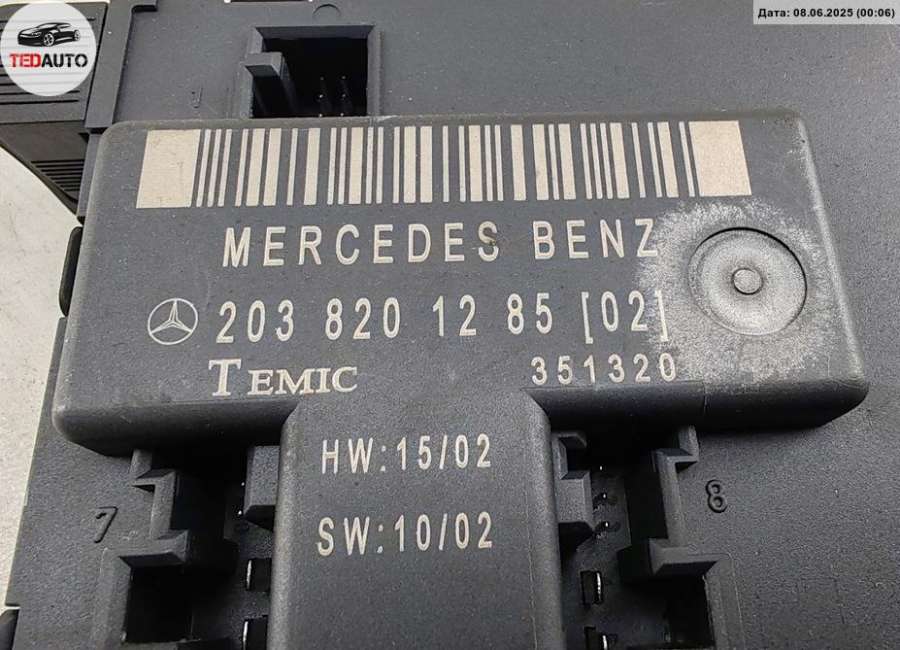 Дата: 08.06.2025 (00:06)
TEDAUTO
1
MERCEDES BENZ
203 820 12 85 [02]
TEMIC 351320
HW:15/02
7 8
SW:10/02